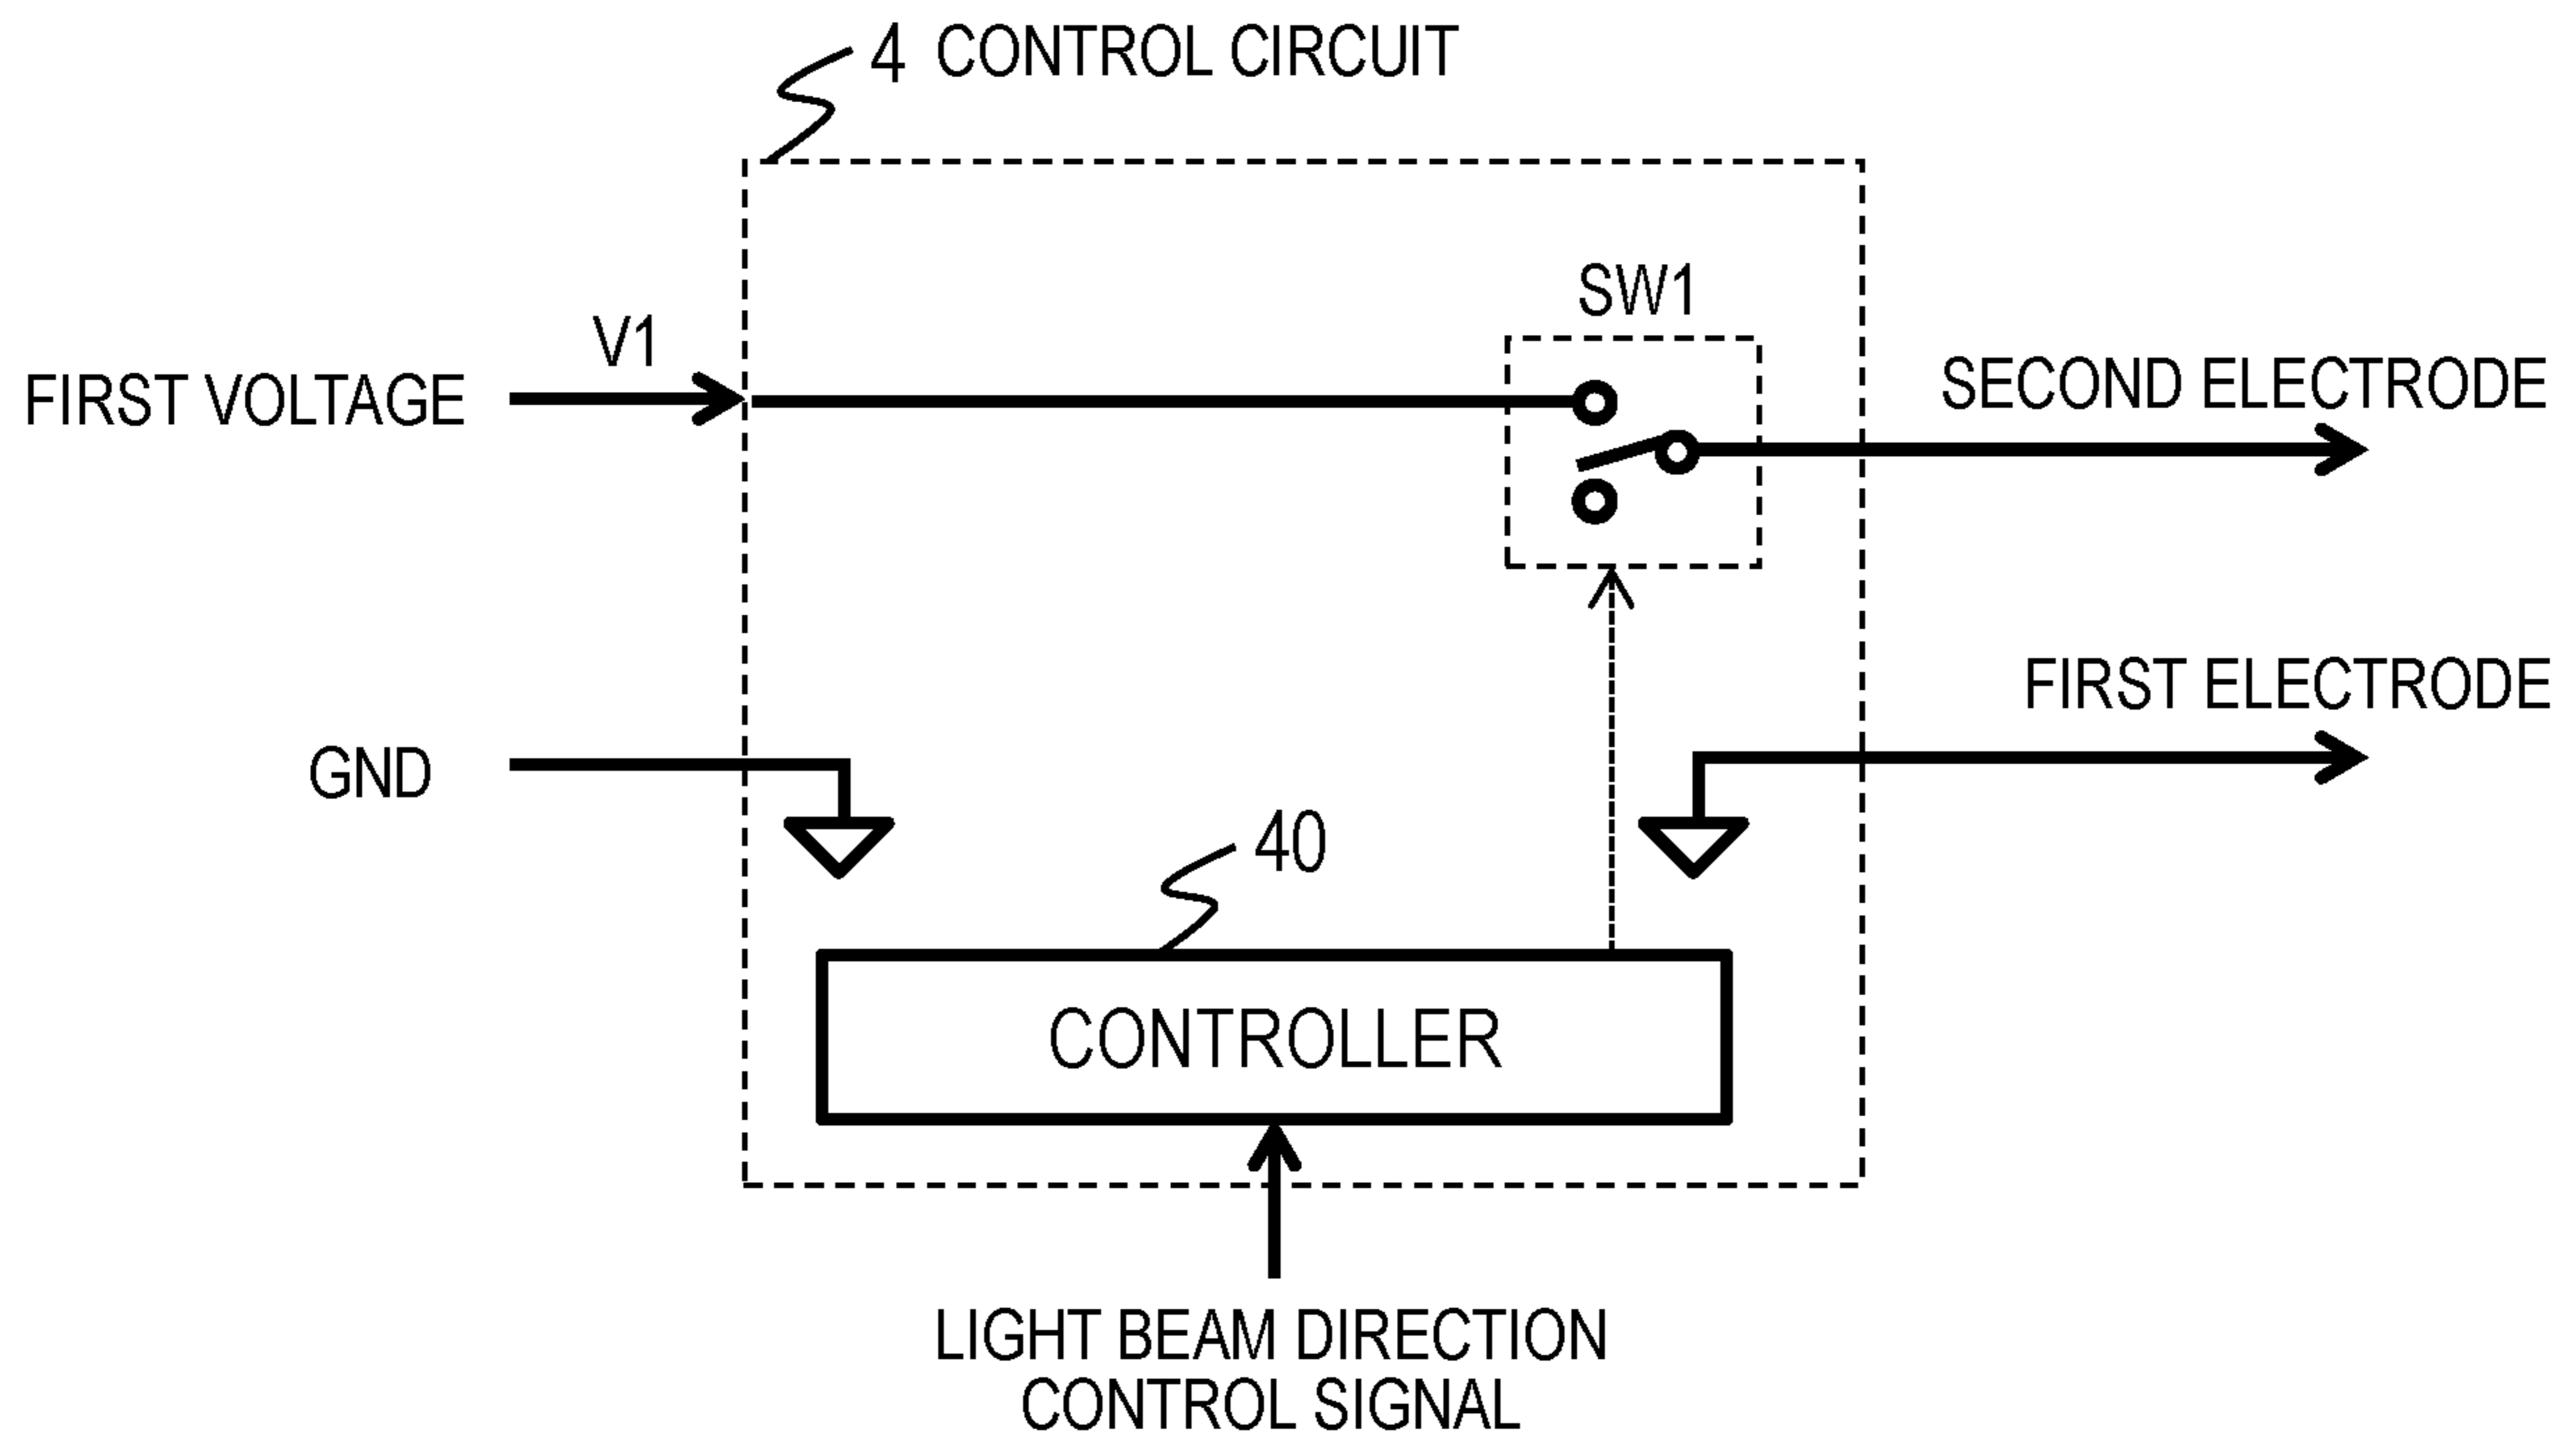 4 CONTROL CIRCUIT
SW1
V1
FIRST VOLTAGE
SECOND ELECTRODE
FIRST ELECTRODE
GND
40
CONTROLLER
LIGHT BEAM DIRECTION
CONTROL SIGNAL